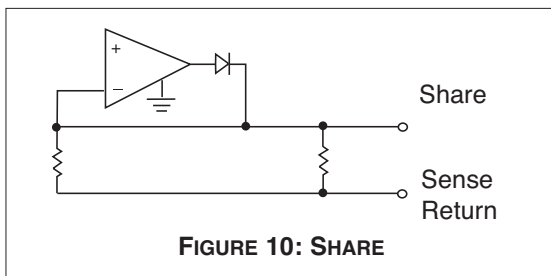 +
−
Share
Sense
Return
FIGURE 10: SHARE